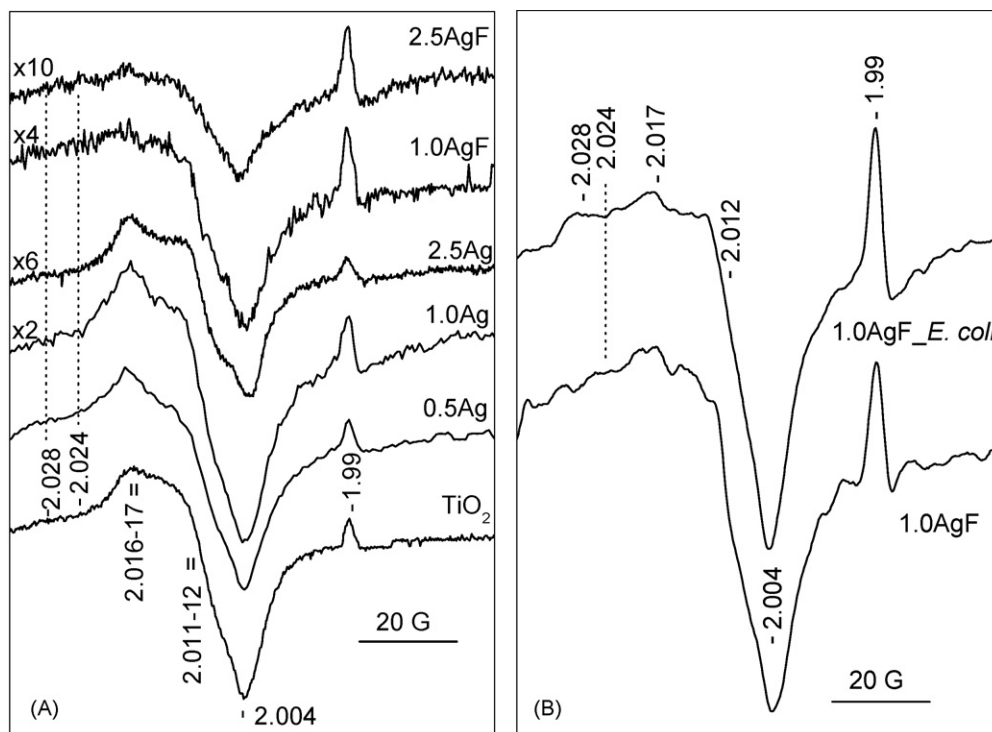 2.5AgF
x10
x4
1.0AgF
x6
2.5Ag
x2
1.0Ag
0.5Ag
- 2.028
- 2.024
2.016-17 =
2.011-12 =
- 1.99
TiO2
- 2.004
20 G
(A)
- 2.028
2.024
- 2.017
- 2.012
- 1.99
1.0AgF_E. coli
1.0AgF
- 2.004
20 G
(B)